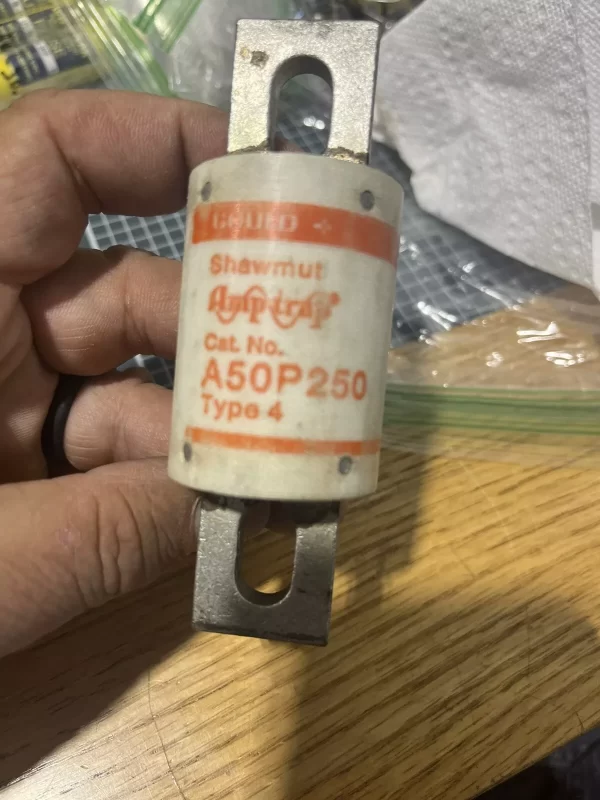 GOULD
Shawmut
Amp-trap®
Cat. No.
A50P250
Type 4